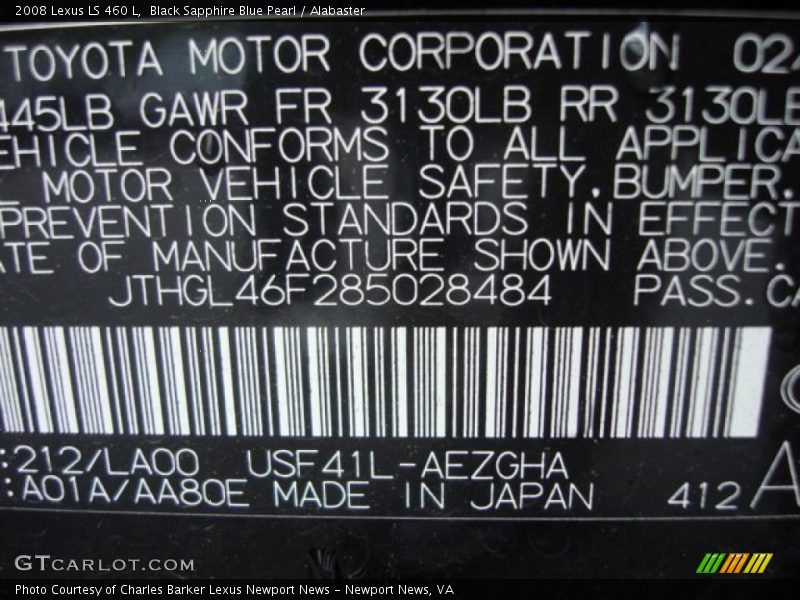 2008 Lexus LS 460 L, Black Sapphire Blue Pearl / Alabaster
TOYOTA MOTOR CORPORATION 02
445LB GAWR FR 3130LB RR 3130LB
EHICLE CONFORMS TO ALL APPLICA
L MOTOR VEHICLE SAFETY, BUMPER,
PREVENTION STANDARDS IN EFFECT
ATE OF MANUFACTURE SHOWN ABOVE.
JTHGL46F285028484 PASS.CA
:212/LA00 USF41L-AEZGHA
:A01A/AA80E MADE IN JAPAN 412 A
GTCARLOT.COM
Photo Courtesy of Charles Barker Lexus Newport News - Newport News, VA